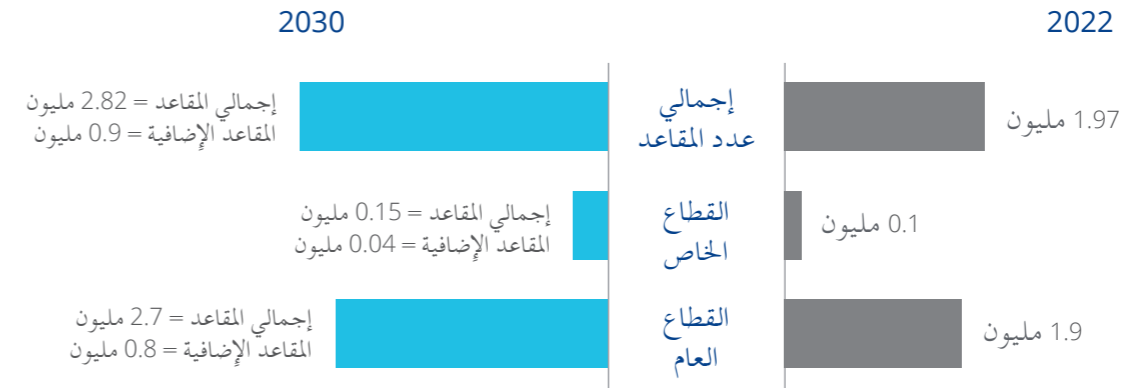 2022
2030
1.97 مليون
إجمالي
عدد المقاعد
إجمالي المقاعد = 2.82 مليون
المقاعد الإضافية = 0.9 مليون
0.1 مليون
القطاع
الخاص
إجمالي المقاعد = 0.15 مليون
المقاعد الإضافية = 0.04 مليون
1.9 مليون
القطاع
العام
إجمالي المقاعد = 2.7 مليون
المقاعد الإضافية = 0.8 مليون